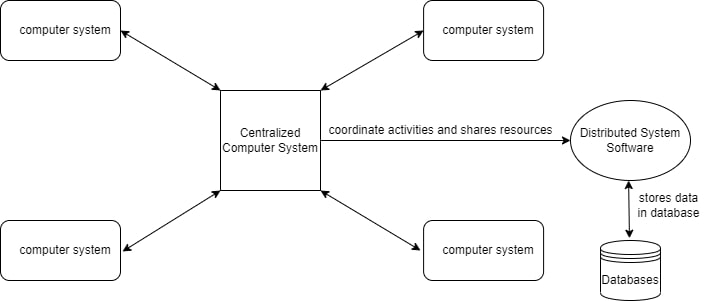 computer system
computer system
Centralized
Computer System
coordinate activities and shares resources
Distributed System
Software
stores data
in database
computer system
computer system
Databases